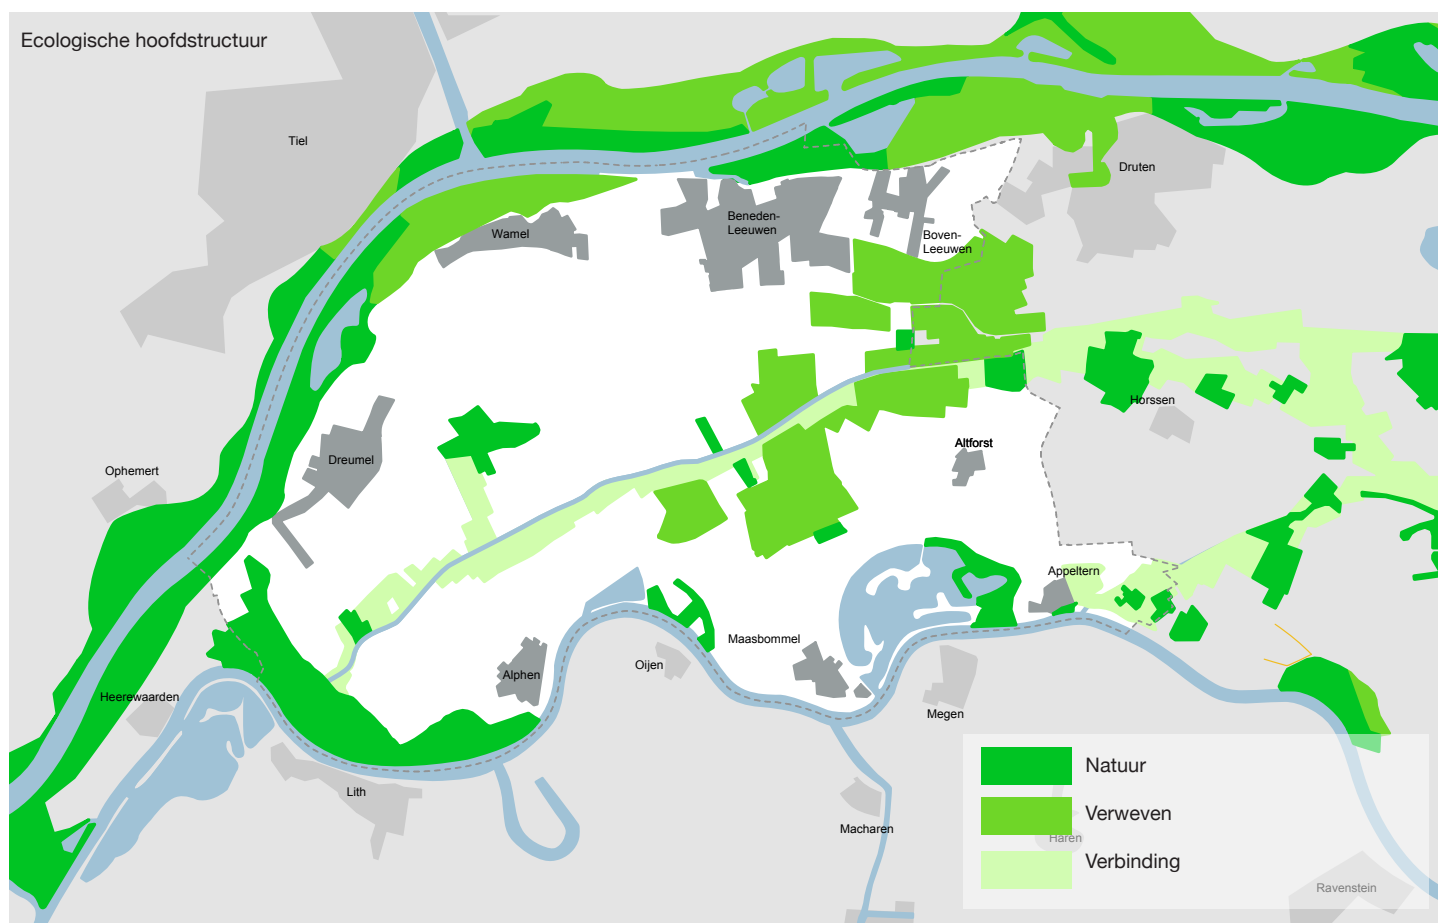 Ecologische hoofdstructuur
Tiel
Druten
Beneden-
Leeuwen
Wamel
Boven-
Leeuwen
Horssen
Altforst
Dreumel
Ophemert
Appeltern
Maasbommel
Oijen
Alphen
Heerewaarden
Megen
Lith
Macharen
Natuur
Verweven
Haren
Verbinding
Ravenstein